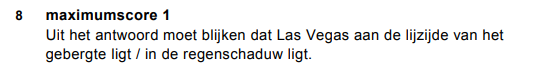 8 maximumscore 1
Uit het antwoord moet blijken dat Las Vegas aan de lijzijde van het
gebergte ligt / in de regenschaduw ligt.